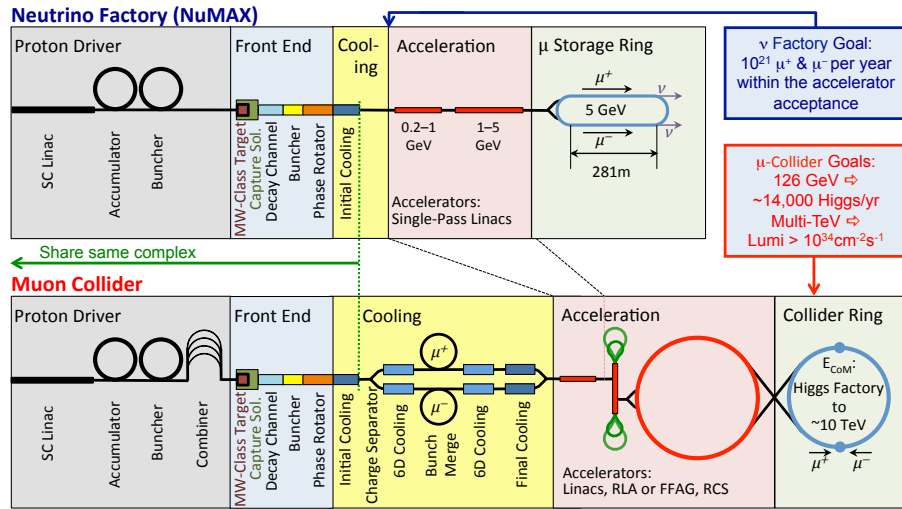 Neutrino Factory (NuMAX)
Proton Driver
Front End
Cool-
ing
Acceleration
μ Storage Ring
ν Factory Goal:
10²¹ μ⁺ & μ⁻ per year
within the accelerator
acceptance
μ⁺
ν
5 GeV
0.2–1
GeV
1–5
GeV
μ⁻
ν
281m
SC Linac
Accumulator
Buncher
MW-Class Target
Capture Sol.
Decay Channel
Buncher
Phase Rotator
Initial Cooling
Accelerators:
Single-Pass Linacs
μ-Collider Goals:
126 GeV ⇨
~14,000 Higgs/yr
Multi-TeV ⇨
Lumi > 10³⁴cm⁻²s⁻¹
Share same complex
Muon Collider
Proton Driver
Front End
Cooling
Acceleration
Collider Ring
μ⁺
μ⁻
E_CoM:
Higgs Factory
to
~10 TeV
μ⁺
μ⁻
SC Linac
Accumulator
Buncher
Combiner
MW-Class Target
Capture Sol.
Decay Channel
Buncher
Phase Rotator
Initial Cooling
Charge Separator
6D Cooling
Bunch
Merge
6D Cooling
Final Cooling
Accelerators:
Linacs, RLA or FFAG, RCS